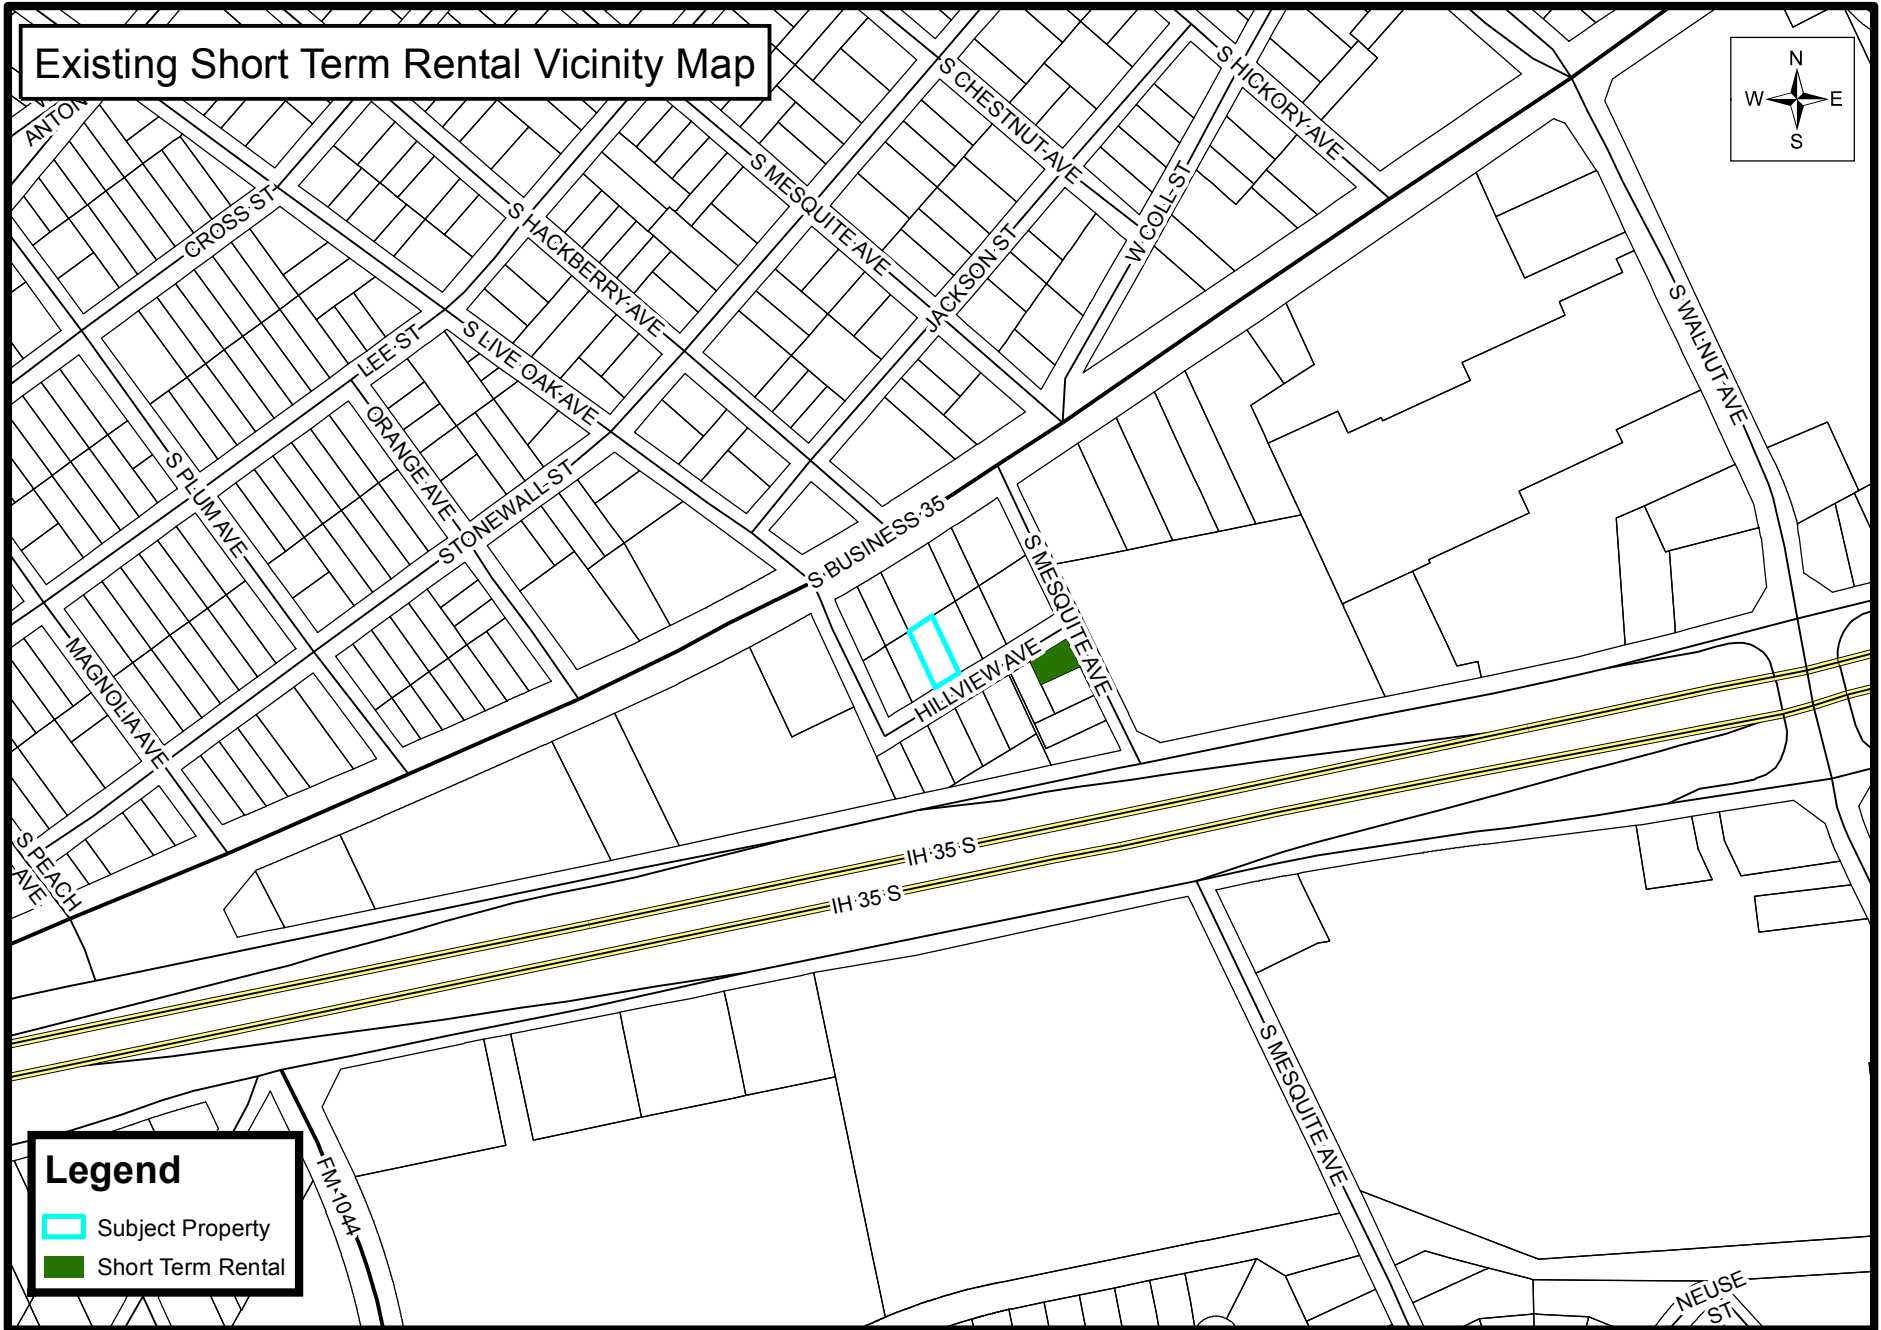 Existing Short Term Rental Vicinity Map
N
W E
S
ANTON
S CHESTNUT AVE
S HICKORY AVE
S MESQUITE AVE
W COLL ST
CROSS ST
S HACKBERRY AVE
JACKSON ST
S WALNUT AVE
LEE ST
S LIVE OAK AVE
ORANGE AVE
S PLUM AVE
STONEWALL ST
S BUSINESS 35
S MESQUITE AVE
HILLVIEW AVE
MAGNOLIA AVE
S PEACH
AVE
IH 35 S
IH 35 S
S MESQUITE AVE
FM 1044
NEUSE
ST
Legend
Subject Property
Short Term Rental